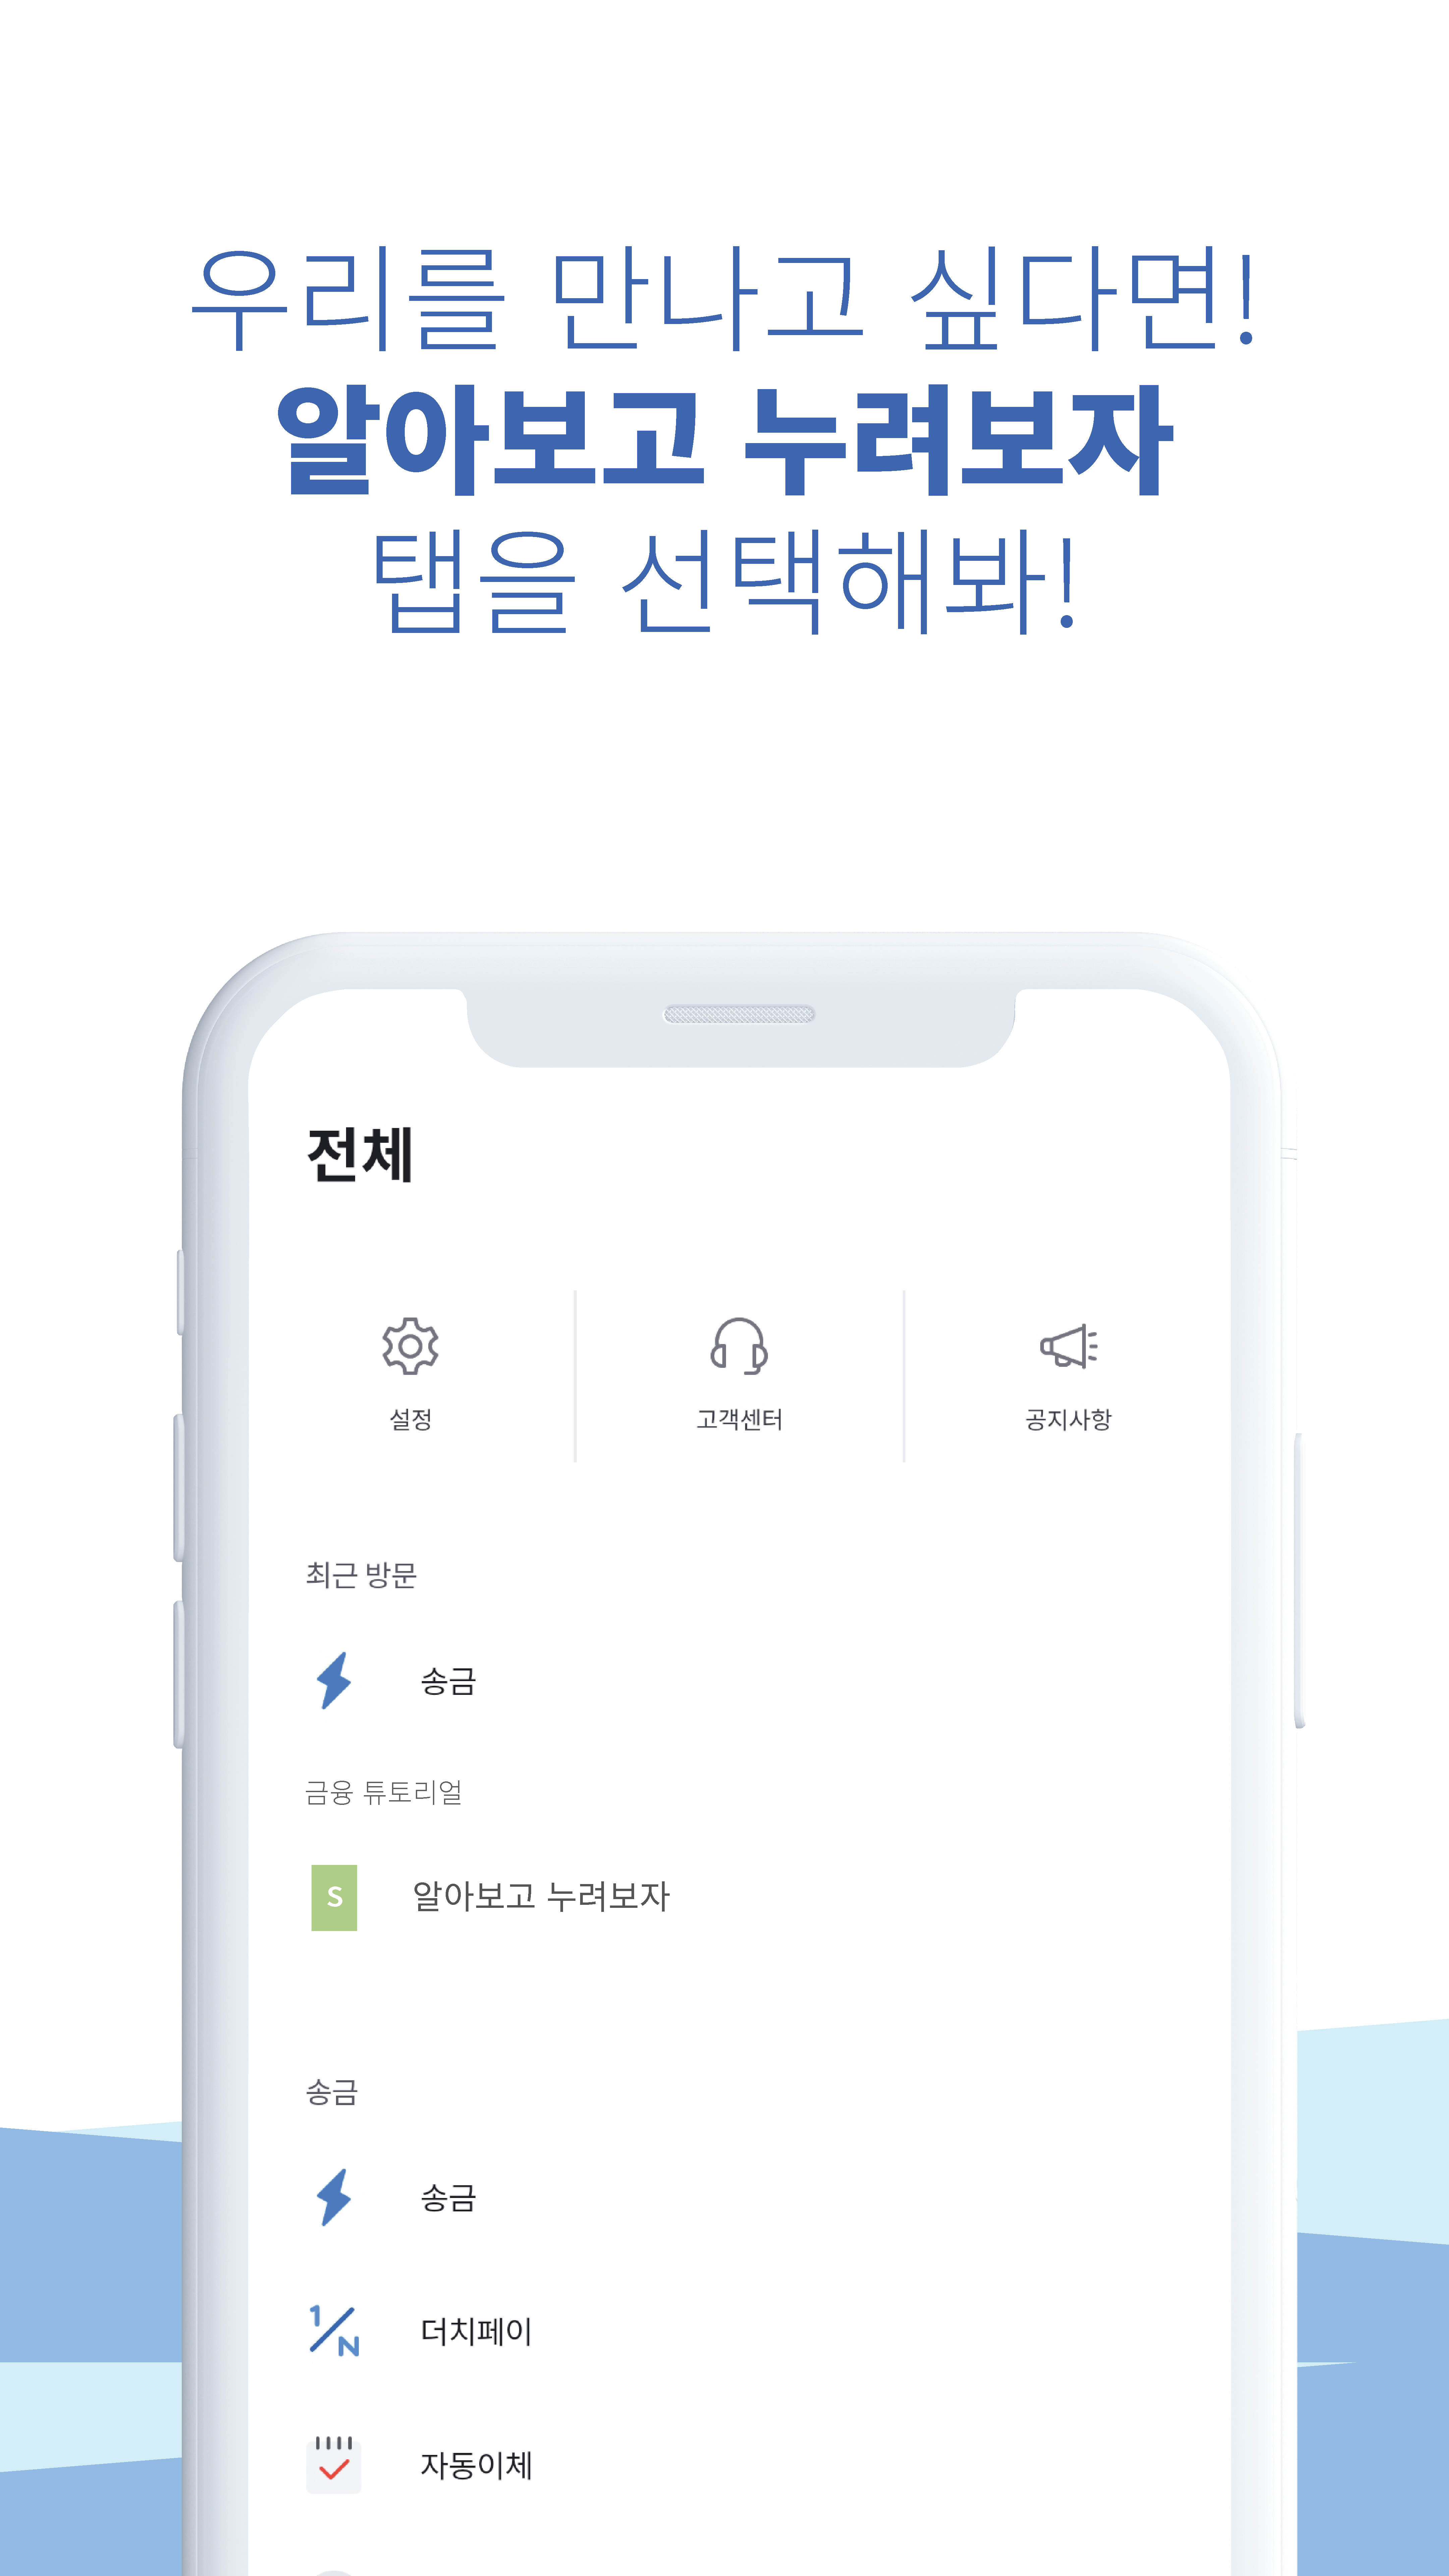 우리를 만나고 싶다면!
알아보고 누려보자
탭을 선택해봐!
전체
설정
고객센터
공지사항
최근 방문
송금
금융 튜토리얼
S
알아보고 누려보자
송금
송금
1/N
더치페이
자동이체